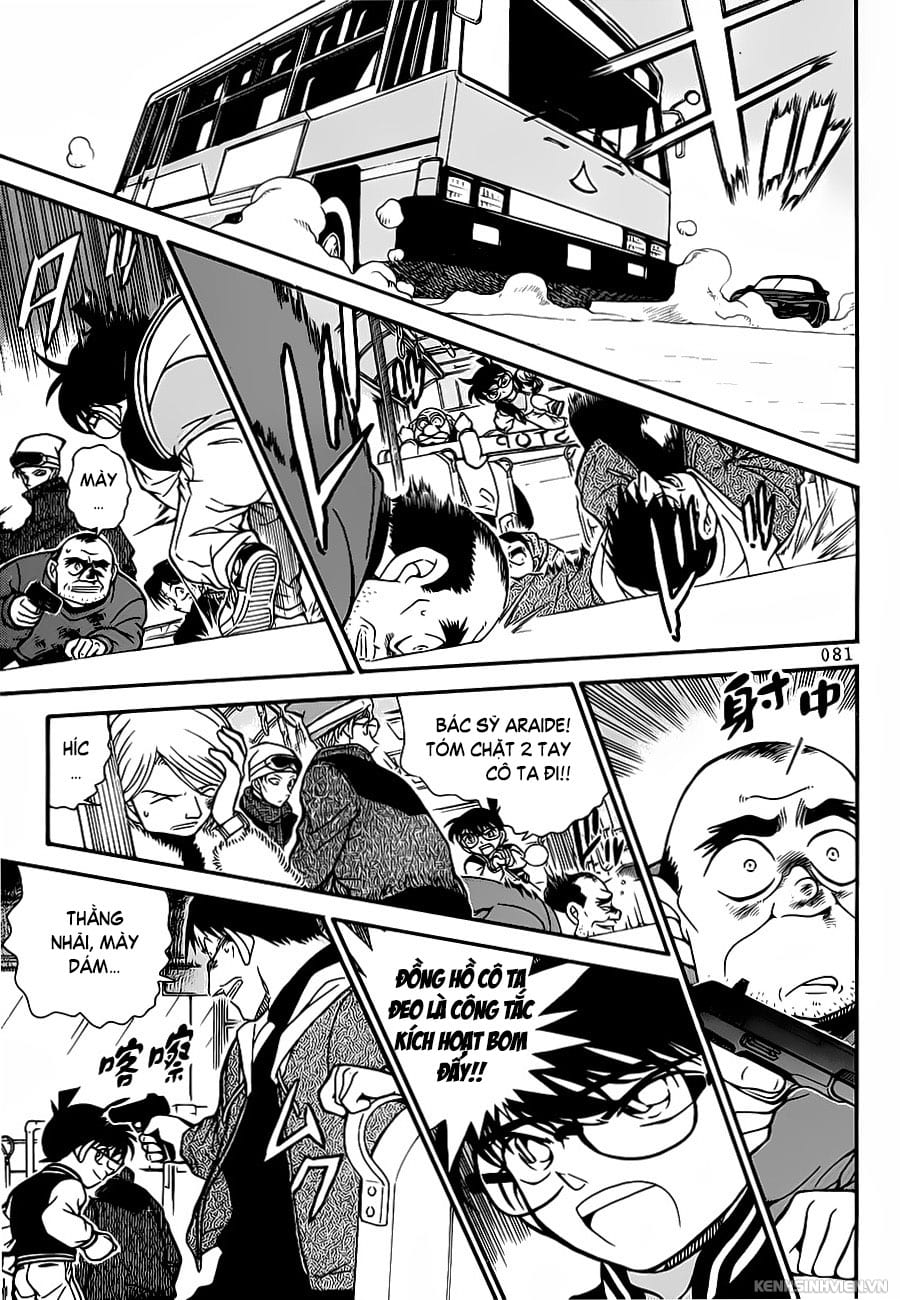 STOP
MÀY
...
081
射中
BÁC SỸ ARAIDE!
TÓM CHẶT 2 TAY
CÔ TA ĐI!!
HÍC
...
ĐỒNG HỒ CÔ TA
ĐEO LÀ CÔNG TẮC
KÍCH HOẠT BOM
ĐẤY!!
THẰNG
NHÃI, MÀY
DÁM...
喀嚓
KENHSINHVIEN.VN